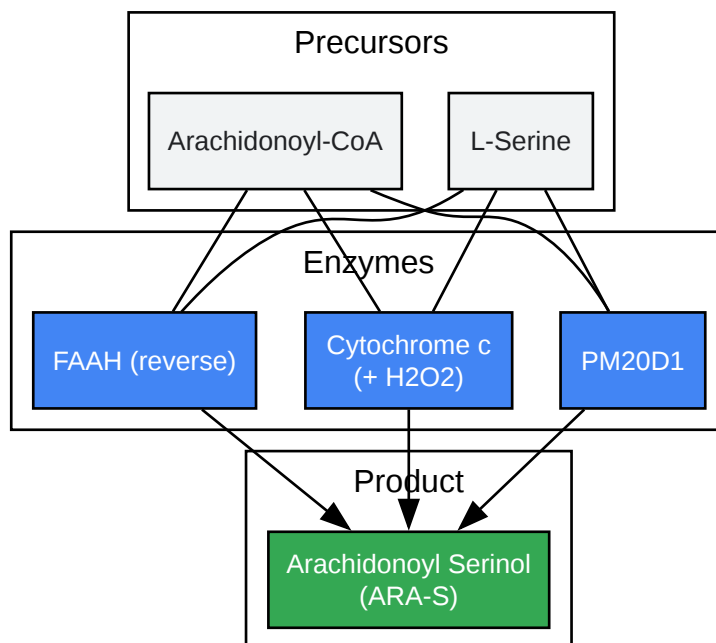 Precursors
Arachidonoyl-CoA
L-Serine
Enzymes
FAAH (reverse)
Cytochrome c
(+ H2O2)
PM20D1
Product
Arachidonoyl Serinol
(ARA-S)